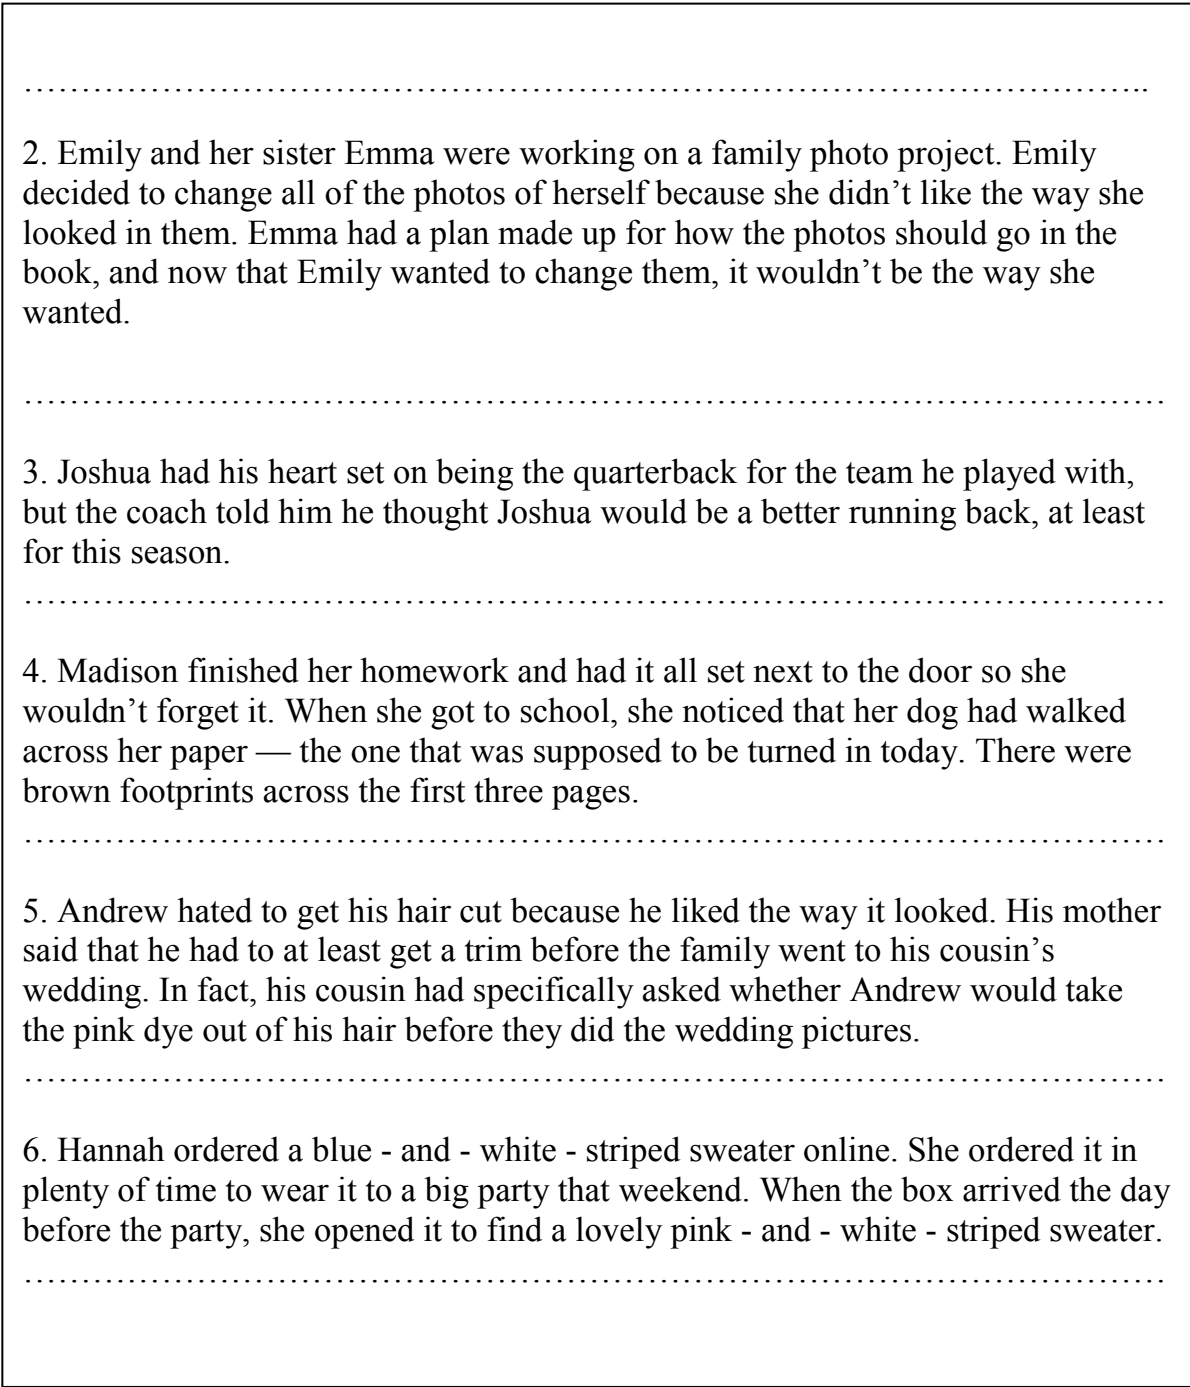 ………………………………………………………………………………………..
2. Emily and her sister Emma were working on a family photo project. Emily
decided to change all of the photos of herself because she didn’t like the way she
looked in them. Emma had a plan made up for how the photos should go in the
book, and now that Emily wanted to change them, it wouldn’t be the way she
wanted.
…………………………………………………………………………………………
3. Joshua had his heart set on being the quarterback for the team he played with,
but the coach told him he thought Joshua would be a better running back, at least
for this season.
…………………………………………………………………………………………
4. Madison finished her homework and had it all set next to the door so she
wouldn’t forget it. When she got to school, she noticed that her dog had walked
across her paper — the one that was supposed to be turned in today. There were
brown footprints across the first three pages.
…………………………………………………………………………………………
5. Andrew hated to get his hair cut because he liked the way it looked. His mother
said that he had to at least get a trim before the family went to his cousin’s
wedding. In fact, his cousin had specifically asked whether Andrew would take
the pink dye out of his hair before they did the wedding pictures.
…………………………………………………………………………………………
6. Hannah ordered a blue - and - white - striped sweater online. She ordered it in
plenty of time to wear it to a big party that weekend. When the box arrived the day
before the party, she opened it to find a lovely pink - and - white - striped sweater.
…………………………………………………………………………………………